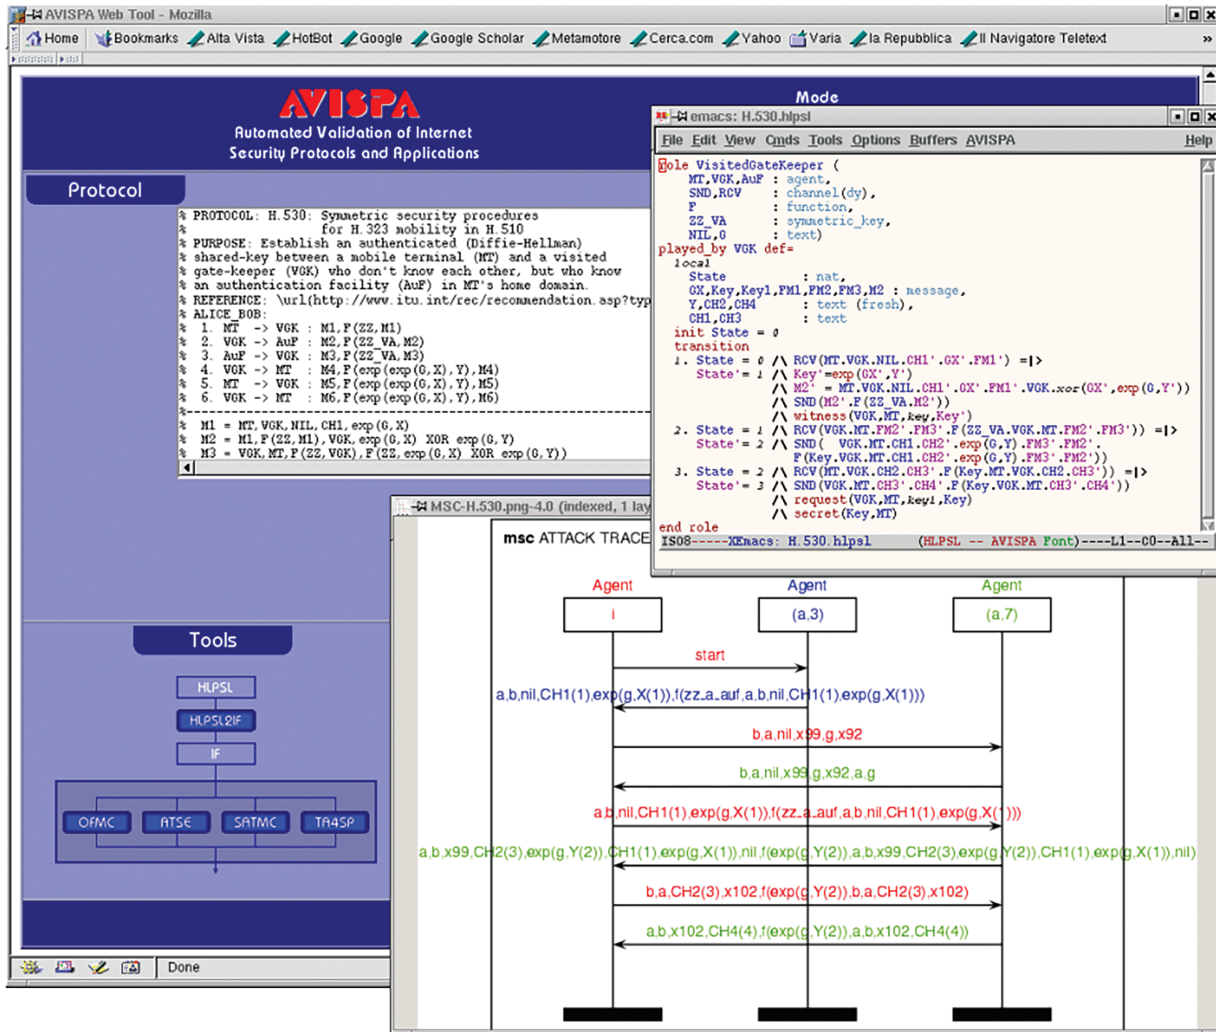 AVISPA Web Tool - Mozilla
Home Bookmarks Alta Vista HotBot Google Google Scholar Metamotore Cerca.com Yahoo Varia la Repubblica Il Navigatore Teletext »
AVISPA
Automated Validation of Internet
Security Protocols and Applications
Mode
Protocol
% PROTOCOL: H.530: Symmetric security procedures
% for H.323 mobility in H.510
% PURPOSE: Establish an authenticated (Diffie-Hellman)
% shared-key between a mobile terminal (MT) and a visited
% gate-keeper (VGK) who don't know each other, but who know
% an authentication facility (AuF) in MT's home domain.
% REFERENCE: \url{http://www.itu.int/rec/recommendation.asp?typ
% ALICE_BOB:
% 1. MT -> VGK : M1,F(ZZ,M1)
% 2. VGK -> AuF : M2,F(ZZ_VA,M2)
% 3. AuF -> VGK : M3,F(ZZ_VA,M3)
% 4. VGK -> MT : M4,F(exp(exp(G,X),Y),M4)
% 5. MT -> VGK : M5,F(exp(exp(G,X),Y),M5)
% 6. VGK -> MT : M6,F(exp(exp(G,X),Y),M6)
%------------------------------------------------
% M1 = MT,VGK,NIL,CH1,exp(G,X)
% M2 = M1,F(ZZ,M1),VGK,exp(G,X) XOR exp(G,Y)
% M3 = VGK,MT,F(ZZ,VGK),F(ZZ,exp(G,X) XOR exp(G,Y))
Tools
HLPSL
HLPSL2IF
IF
OFMC ATSE SATMC TA4SP
Done
emacs: H.530.hlpsl
File Edit View Cmds Tools Options Buffers AVISPA Help
role VisitedGateKeeper (
MT,VGK,AuF : agent,
SND,RCV : channel(dy),
F : function,
ZZ_VA : symmetric_key,
NIL,G : text)
played_by VGK def=
local
State : nat,
GX,Key,Key1,FM1,FM2,FM3,M2 : message,
Y,CH2,CH4 : text (fresh),
CH1,CH3 : text
init State = 0
transition
1. State = 0 /\ RCV(MT.VGK.NIL.CH1'.GX'.FM1') =|>
State'= 1 /\ Key'=exp(GX',Y')
/\ M2' = MT.VGK.NIL.CH1'.GX'.FM1'.VGK.xor(GX',exp(G,Y'))
/\ SND(M2'.F(ZZ_VA.M2'))
/\ witness(VGK,MT,key,Key')
2. State = 1 /\ RCV(VGK.MT.FM2'.FM3'.F(ZZ_VA.VGK.MT.FM2'.FM3')) =|>
State'= 2 /\ SND( VGK.MT.CH1.CH2'.exp(G,Y).FM3'.FM2'.
F(Key.VGK.MT.CH1.CH2'.exp(G,Y).FM3'.FM2'))
3. State = 2 /\ RCV(MT.VGK.CH2.CH3'.F(Key.MT.VGK.CH2.CH3')) =|>
State'= 3 /\ SND(VGK.MT.CH3'.CH4'.F(Key.VGK.MT.CH3'.CH4'))
/\ request(VGK,MT,key1,Key)
/\ secret(Key,MT)
end role
ISO8-----XEmacs: H.530.hlpsl (HLPSL -- AVISPA Font)----L1--C0--All--
MSC-H.530.png-4.0 (indexed, 1 lay
msc ATTACK TRACE
Agent Agent Agent
i (a,3) (a,7)
start
a,b,nil,CH1(1),exp(g,X(1)),f(zz_a_auf,a,b,nil,CH1(1),exp(g,X(1)))
b,a,nil,x99,g,x92
b,a,nil,x99,g,x92,a,g
a,b,nil,CH1(1),exp(g,X(1)),f(zz_a_auf,a,b,nil,CH1(1),exp(g,X(1)))
a,b,x99,CH2(3),exp(g,Y(2)),CH1(1),exp(g,X(1)),nil,f(exp(g,Y(2)),a,b,x99,CH2(3),exp(g,Y(2)),CH1(1),exp(g,X(1)),nil)
b,a,CH2(3),x102,f(exp(g,Y(2)),b,a,CH2(3),x102)
a,b,x102,CH4(4),f(exp(g,Y(2)),a,b,x102,CH4(4))